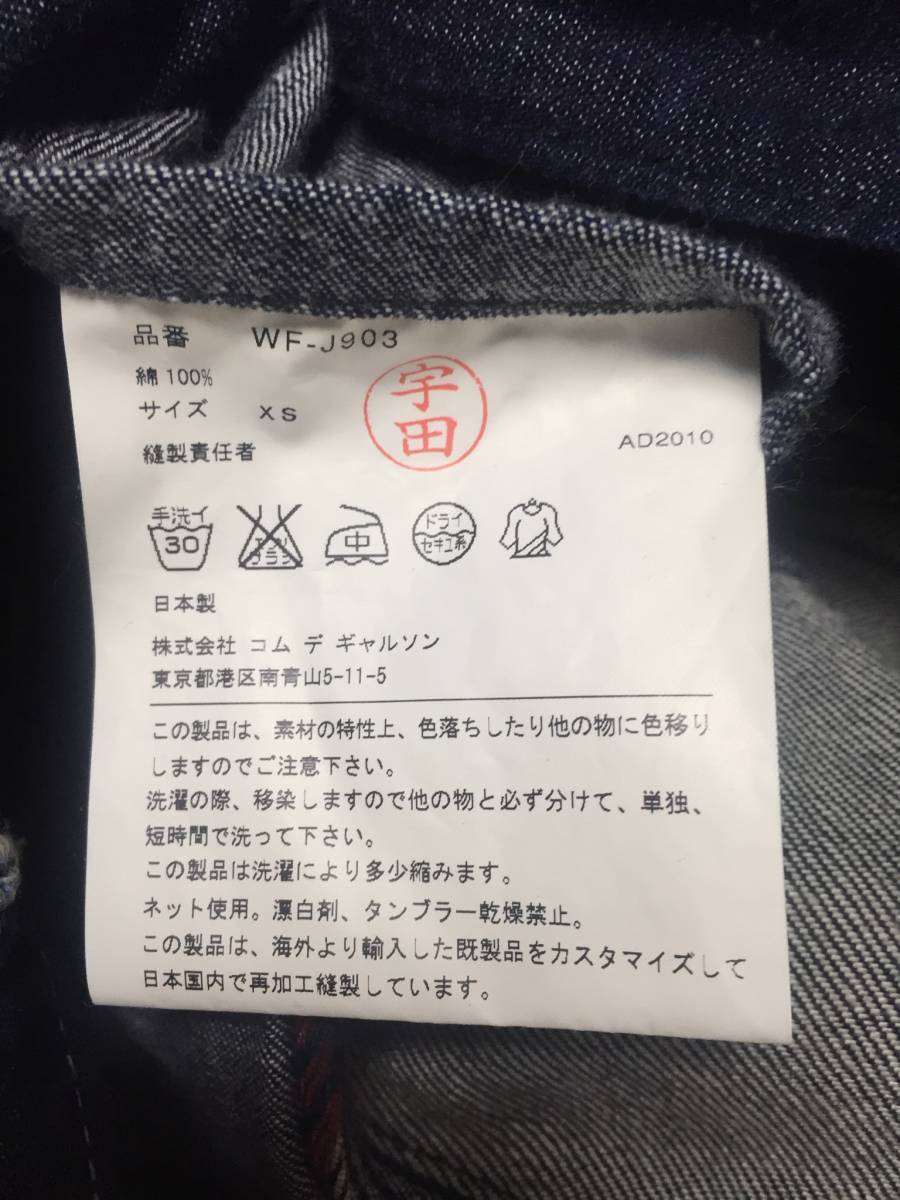 品番 WF-J903
綿 100%
サイズ XS
宇田
縫製責任者
AD2010
手洗イ
30
エンソ
サラシ
中
ドライ
セキユ系
日本製
株式会社 コム デ ギャルソン
東京都港区南青山5-11-5
この製品は、素材の特性上、色落ちしたり他の物に色移り
しますのでご注意下さい。
洗濯の際、移染しますので他の物と必ず分けて、単独、
短時間で洗って下さい。
この製品は洗濯により多少縮みます。
ネット使用。漂白剤、タンブラー乾燥禁止。
この製品は、海外より輸入した既製品をカスタマイズして
日本国内で再加工縫製しています。